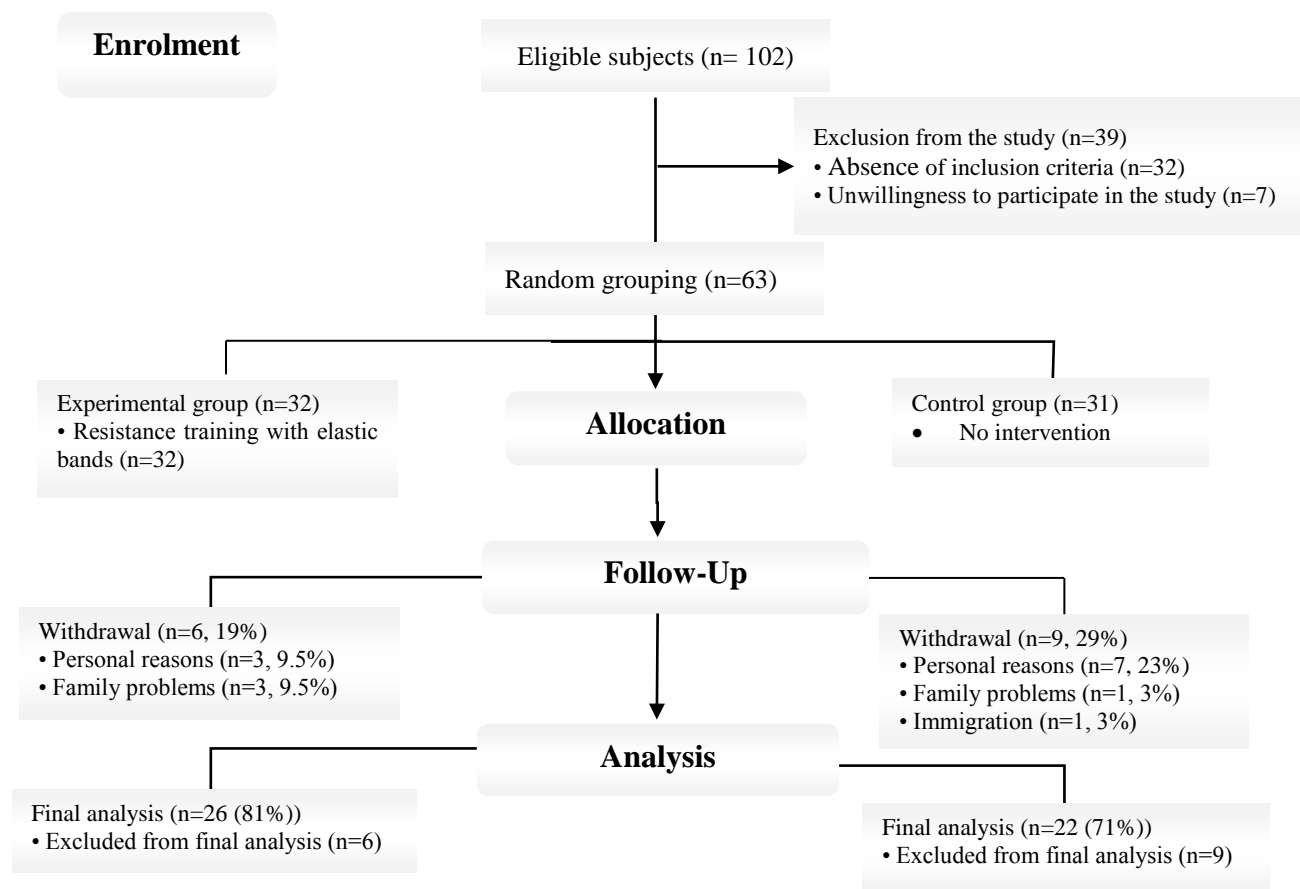 Enrolment
Eligible subjects (n= 102)
Exclusion from the study (n=39)
• Absence of inclusion criteria (n=32)
• Unwillingness to participate in the study (n=7)
Random grouping (n=63)
Experimental group (n=32)
• Resistance training with elastic
bands (n=32)
Allocation
Control group (n=31)
• No intervention
Follow-Up
Withdrawal (n=6, 19%)
• Personal reasons (n=3, 9.5%)
• Family problems (n=3, 9.5%)
Withdrawal (n=9, 29%)
• Personal reasons (n=7, 23%)
• Family problems (n=1, 3%)
• Immigration (n=1, 3%)
Analysis
Final analysis (n=26 (81%))
• Excluded from final analysis (n=6)
Final analysis (n=22 (71%))
• Excluded from final analysis (n=9)